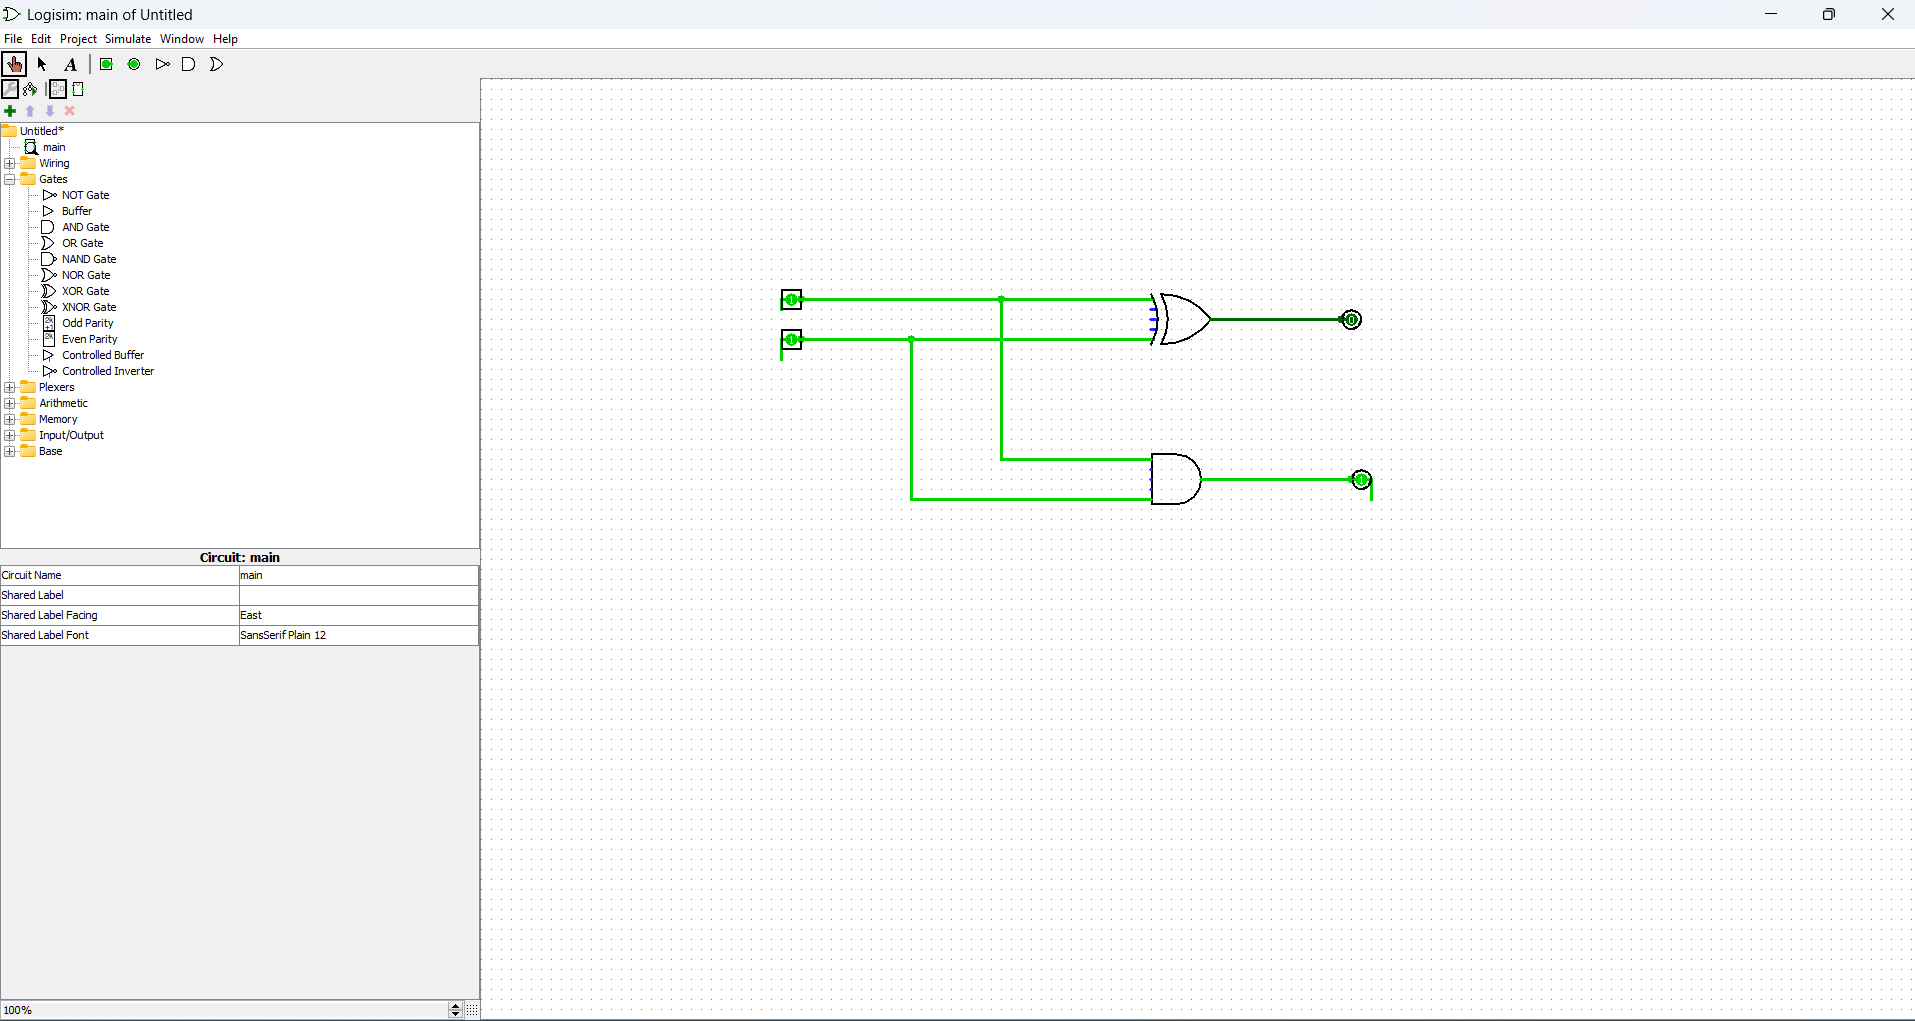 Logisim: main of Untitled
File Edit Project Simulate Window Help
A
Untitled*
main
Wiring
Gates
NOT Gate
Buffer
AND Gate
OR Gate
NAND Gate
NOR Gate
XOR Gate
XNOR Gate
Odd Parity
Even Parity
Controlled Buffer
Controlled Inverter
Plexers
Arithmetic
Memory
Input/Output
Base
Circuit: main
Circuit Name main
Shared Label
Shared Label Facing East
Shared Label Font SansSerif Plain 12
100%
1
0
1
1